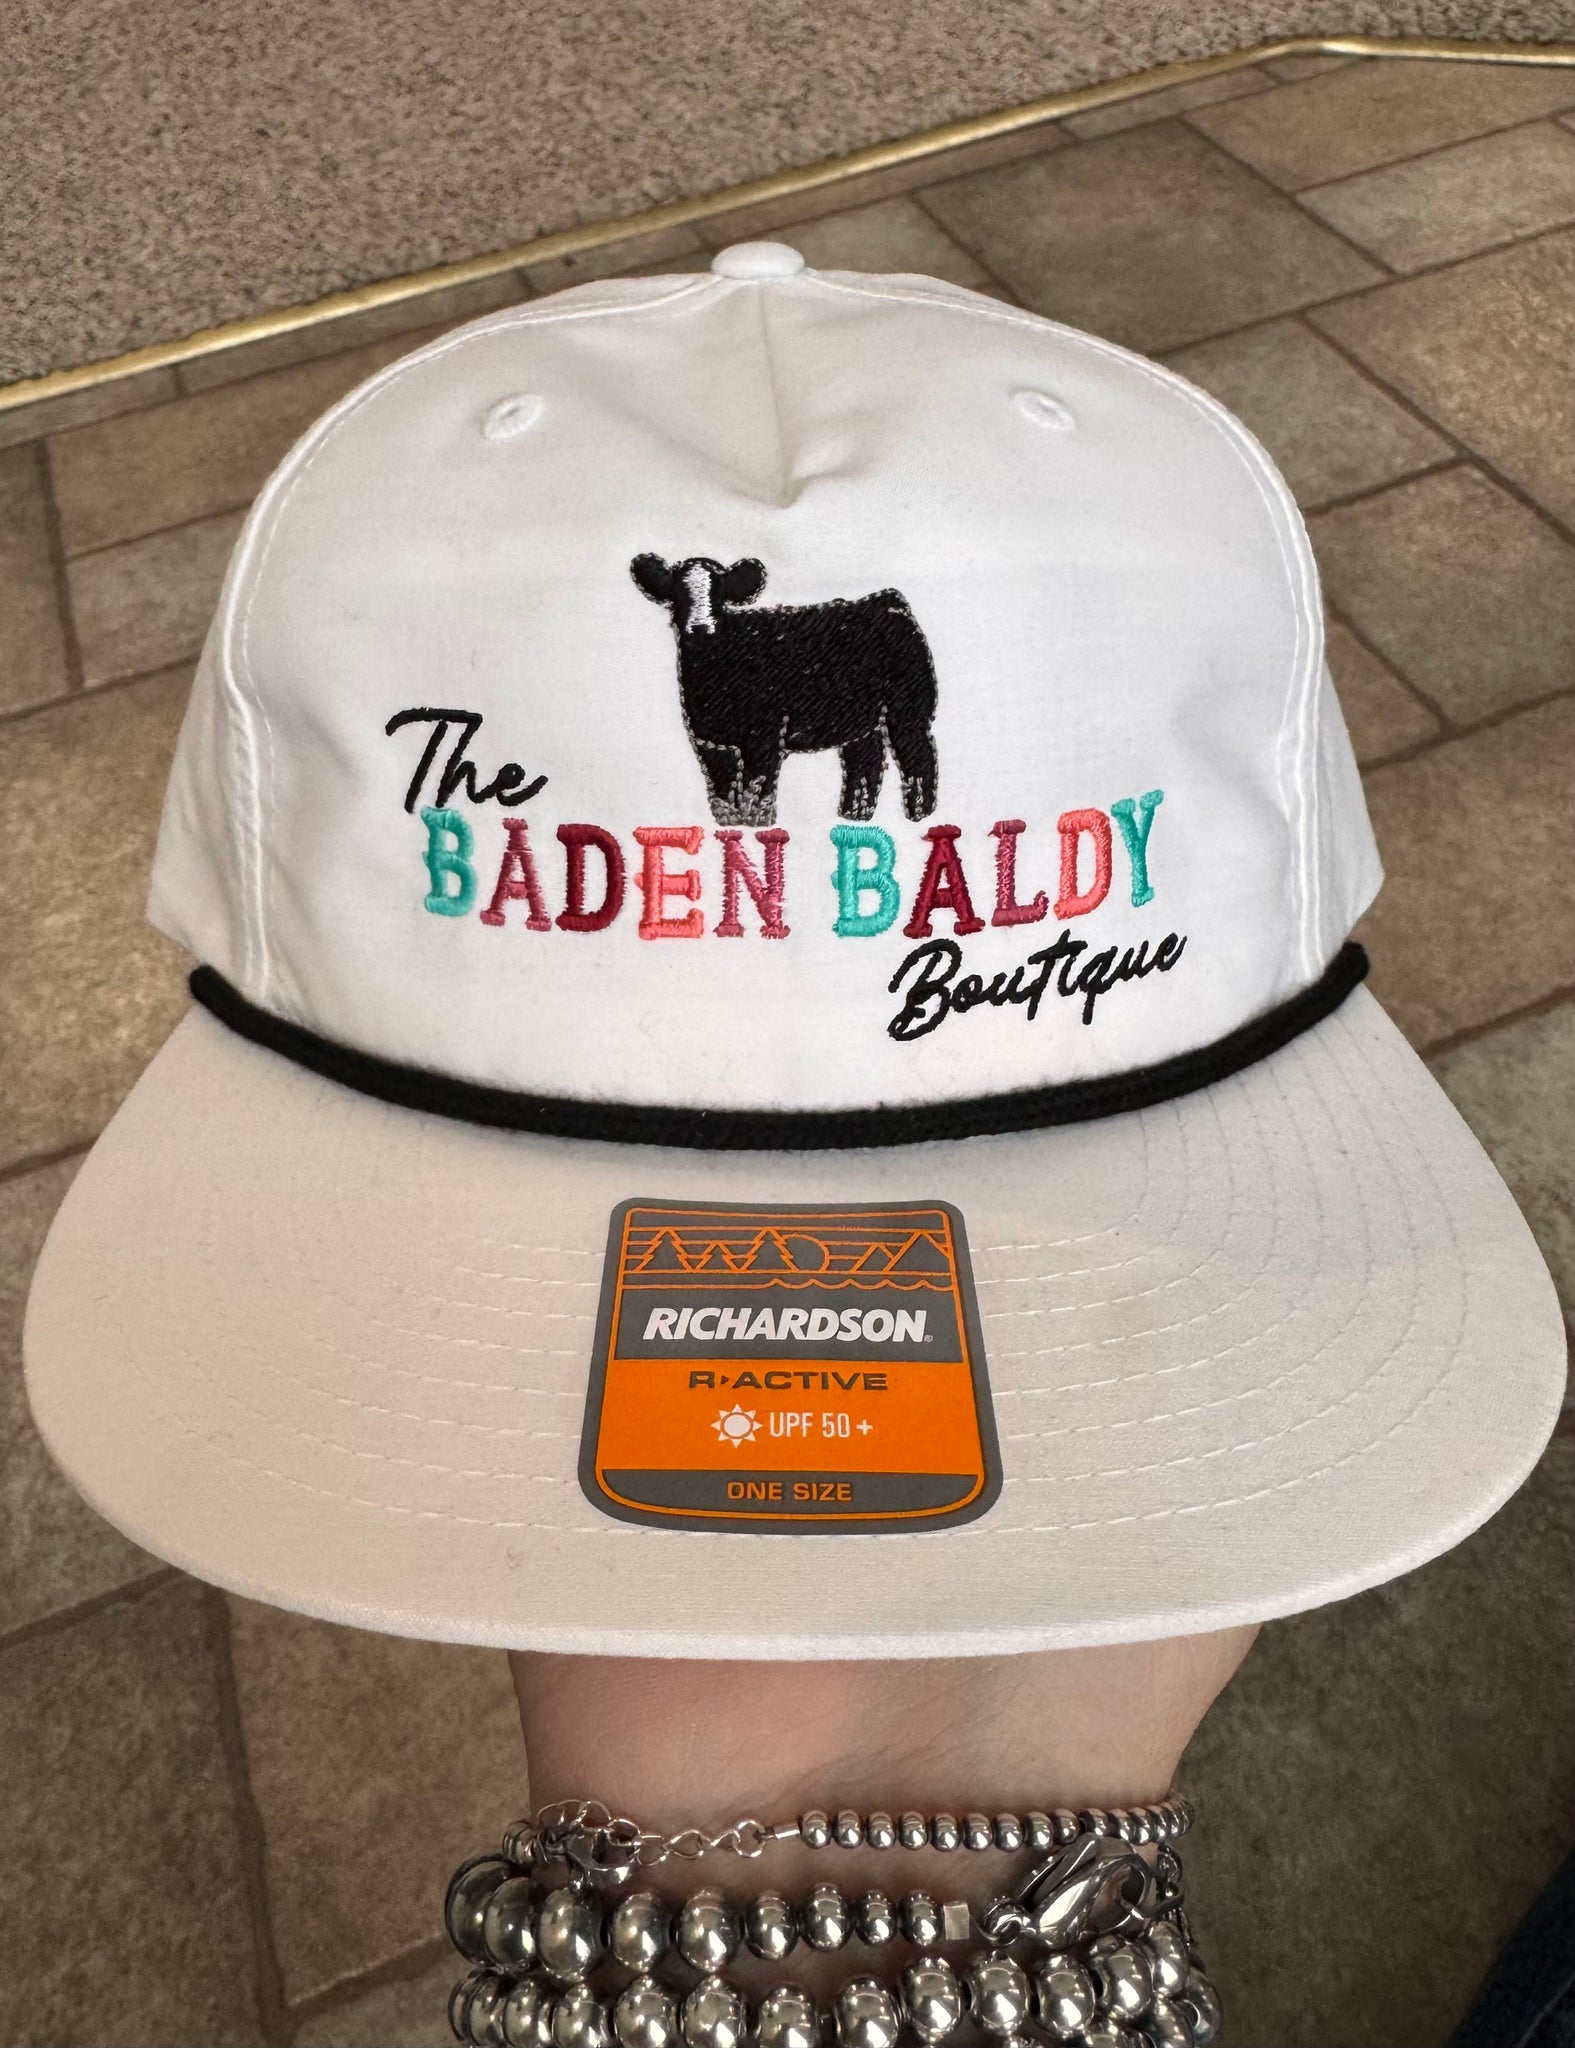 The
BADEN BALDY
Boutique
RICHARDSON®
R·ACTIVE
UPF 50+
ONE SIZE